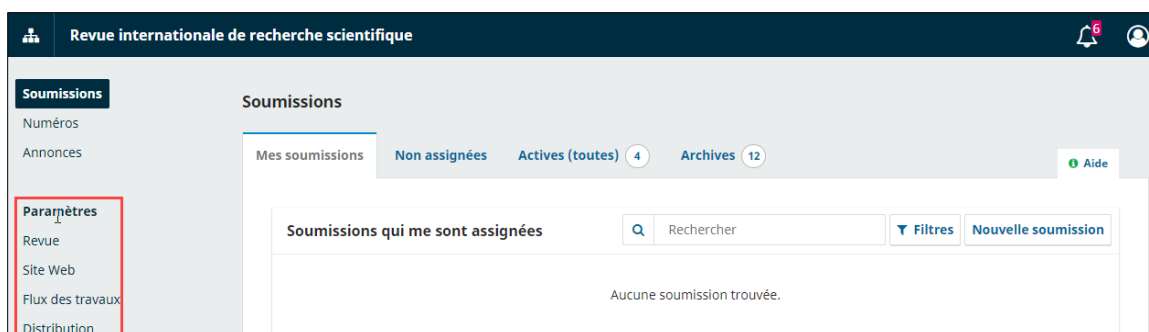 Revue internationale de recherche scientifique
6
Soumissions
Numéros
Annonces
Paramètres
Revue
Site Web
Flux des travaux
Distribution
Soumissions
Mes soumissions Non assignées Actives (toutes) 4 Archives 12
Aide
Soumissions qui me sont assignées Rechercher Filtres Nouvelle soumission
Aucune soumission trouvée.